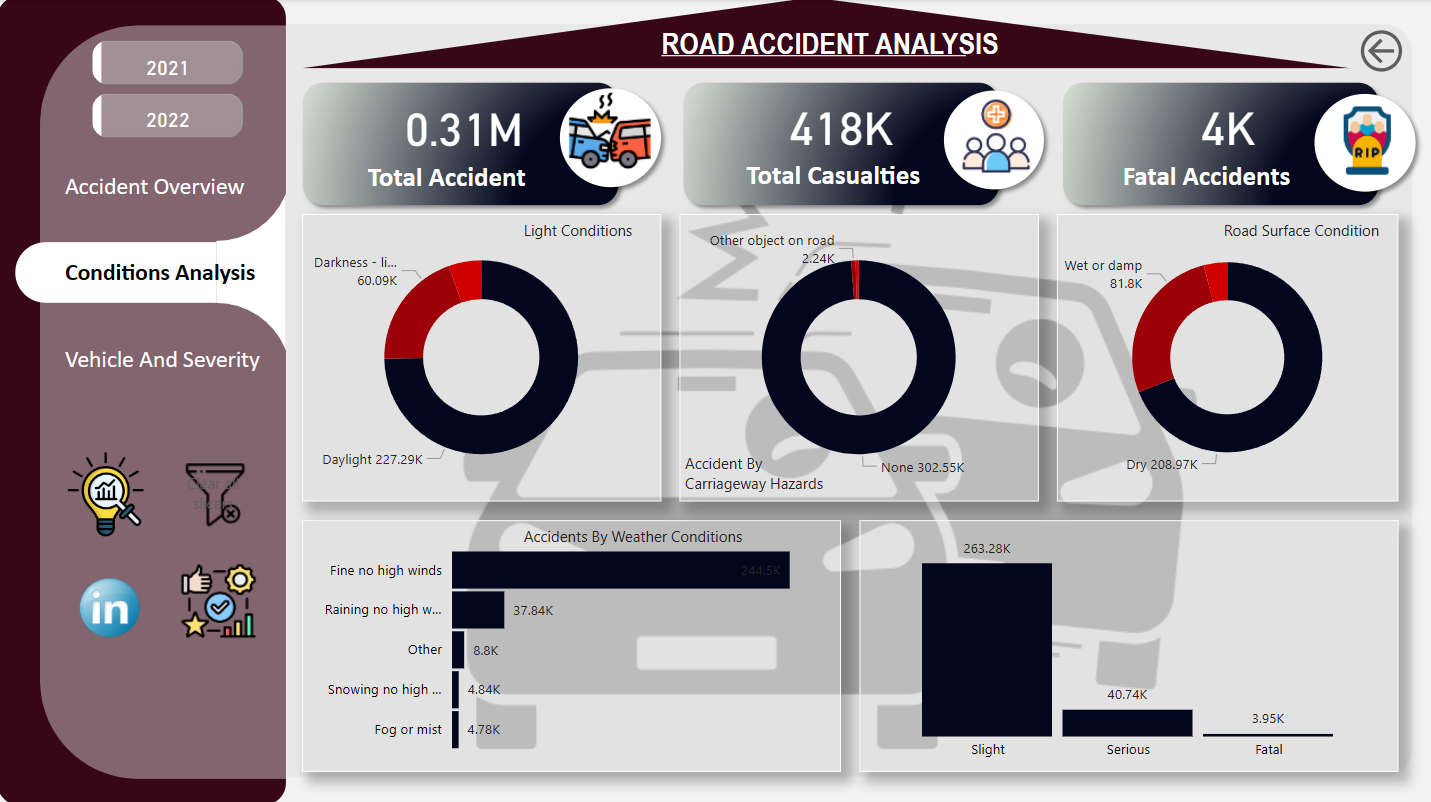 ROAD ACCIDENT ANALYSIS
2021
2022
Accident Overview
Conditions Analysis
Vehicle And Severity
Clear all
slicers
in
0.31M
Total Accident
418K
Total Casualties
4K
Fatal Accidents
RIP
Light Conditions
Darkness - li...
60.09K
Daylight 227.29K
Other object on road
2.24K
None 302.55K
Accident By
Carriageway Hazards
Road Surface Condition
Wet or damp
81.8K
Dry 208.97K
Accidents By Weather Conditions
Fine no high winds
244.5K
Raining no high w...
37.84K
Other
8.8K
Snowing no high ...
4.84K
Fog or mist
4.78K
263.28K
40.74K
3.95K
Slight
Serious
Fatal